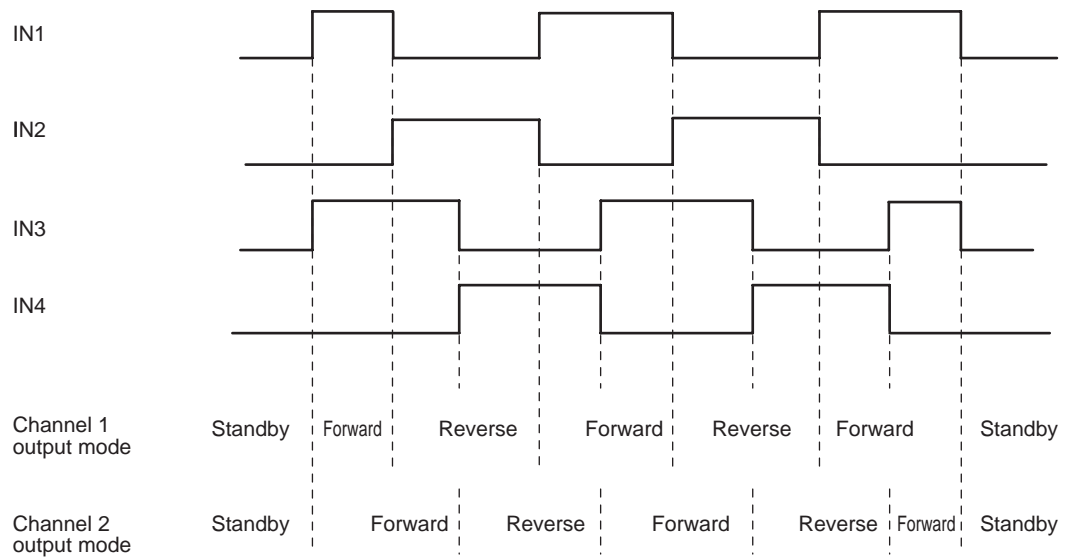 IN1
IN2
IN3
IN4
Channel 1
output mode
Standby Forward Reverse Forward Reverse Forward Standby
Channel 2
output mode
Standby Forward Reverse Forward Reverse Forward Standby